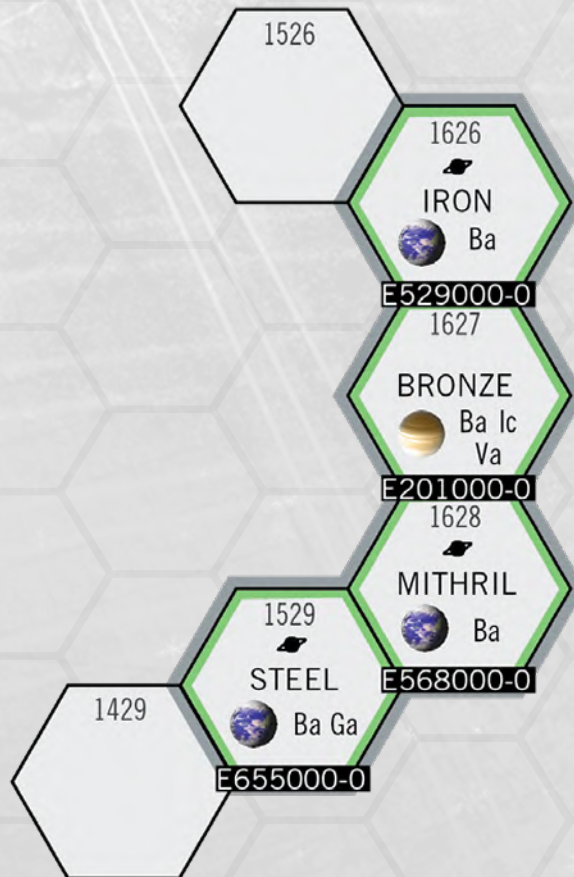 1526
1626
IRON
Ba
E529000-0
1627
BRONZE
Ba Ic
Va
E201000-0
1628
MITHRIL
Ba
E568000-0
1529
STEEL
Ba Ga
E655000-0
1429